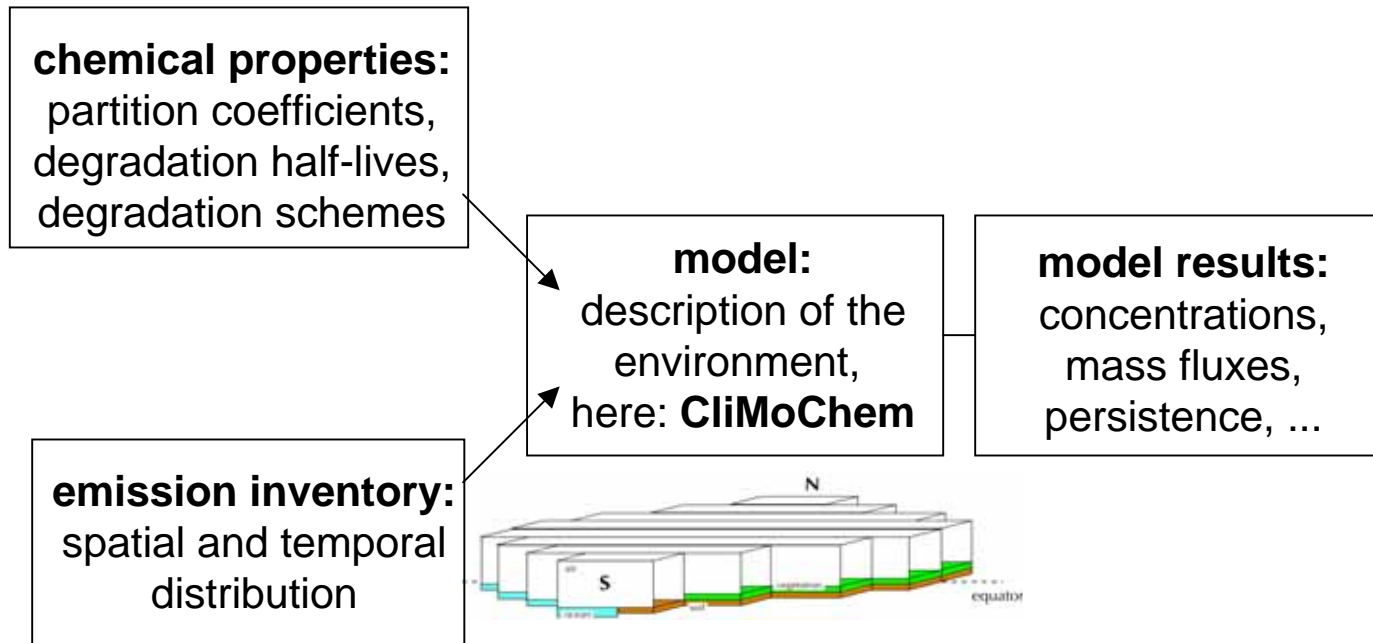 chemical properties:
partition coefficients,
degradation half-lives,
degradation schemes
model:
description of the
environment,
here: CliMoChem
model results:
concentrations,
mass fluxes,
persistence, ...
emission inventory:
spatial and temporal
distribution
N
S
equator